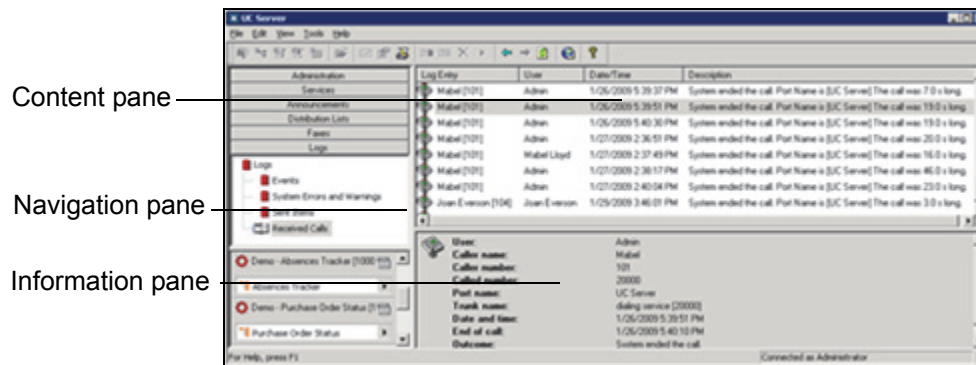 UC Server
File Edit View Tools Help
Content pane
Navigation pane
Information pane
Administration
Services
Announcements
Distribution Lists
Faxes
Logs
Logs
Events
System Errors and Warnings
Sent Items
Received Calls
Demo - Absences Tracker [1000
Absences Tracker
Demo - Purchase Order Status [1
Purchase Order Status
Log Entry User Date/Time Description
Mabel [101] Admin 1/26/2009 5:39:37 PM System ended the call. Port Name is [UC Server] The call was 7.0 s long.
Mabel [101] Admin 1/26/2009 5:39:51 PM System ended the call. Port Name is [UC Server] The call was 19.0 s long.
Mabel [101] Admin 1/26/2009 5:40:30 PM System ended the call. Port Name is [UC Server] The call was 19.0 s long.
Mabel [101] Admin 1/27/2009 2:36:51 PM System ended the call. Port Name is [UC Server] The call was 20.0 s long.
Mabel [101] Mabel Lloyd 1/27/2009 2:37:49 PM System ended the call. Port Name is [UC Server] The call was 16.0 s long.
Mabel [101] Admin 1/27/2009 2:38:17 PM System ended the call. Port Name is [UC Server] The call was 46.0 s long.
Mabel [101] Admin 1/27/2009 2:40:04 PM System ended the call. Port Name is [UC Server] The call was 23.0 s long.
Joan Everson [104] Joan Everson 1/29/2009 3:46:01 PM System ended the call. Port Name is [UC Server] The call was 3.0 s long.
User: Admin
Caller name: Mabel
Caller number: 101
Called number: 20000
Port name: UC Server
Trunk name: dialing service [20000]
Date and time: 1/26/2009 5:39:51 PM
End of call: 1/26/2009 5:40:10 PM
Outcome: System ended the call.
For Help, press F1
Connected as Administrator